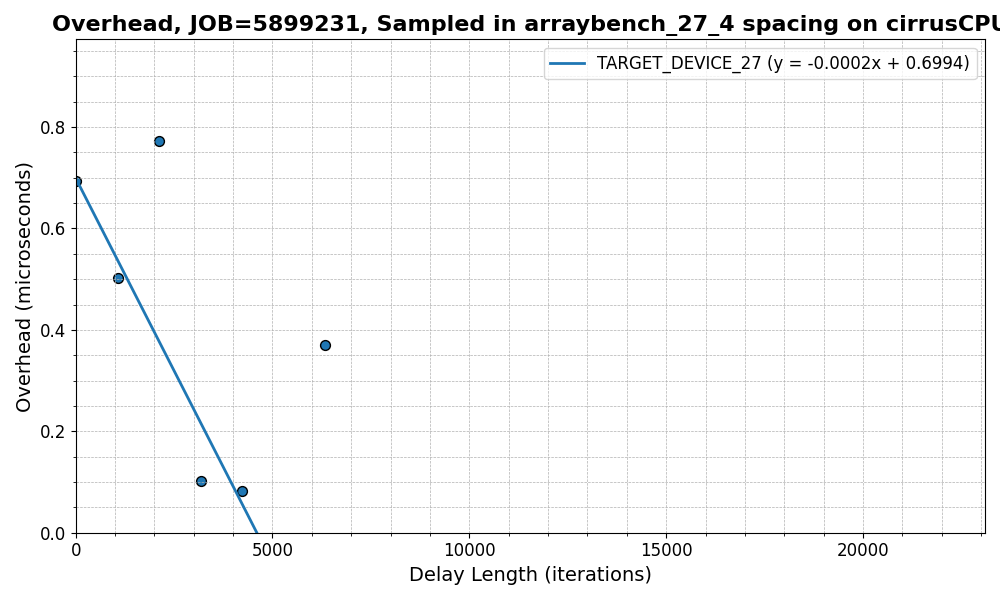 Overhead, JOB=5899231, Sampled in arraybench_27_4 spacing on cirrusCPU
TARGET_DEVICE_27 (y = -0.0002x + 0.6994)
0.8
0.6
0.4
0.2
0.0
Overhead (microseconds)
0 5000 10000 15000 20000
Delay Length (iterations)